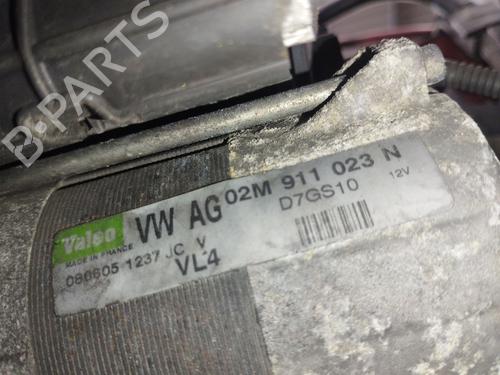 B-PARTS
Valeo VW AG 02M 911 023 N
MADE IN FRANCE D7GS10 12V
080605 1237 JC V
VL4